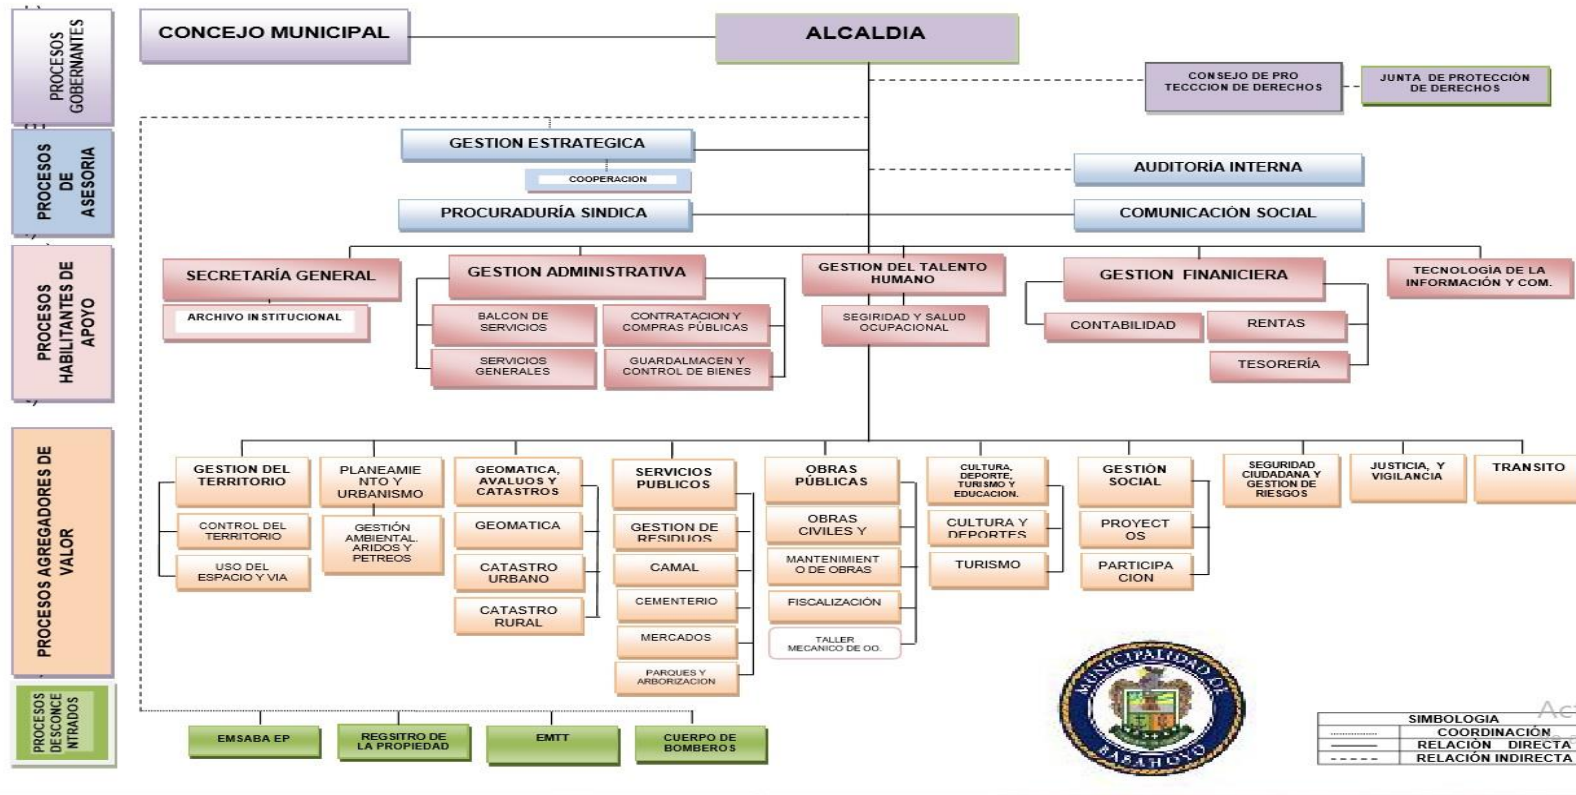 PROCESOS
GOBERNANTES
CONCEJO MUNICIPAL
ALCALDIA
CONSEJO DE PRO
TECCCION DE DERECHOS
JUNTA DE PROTECCIÓN
DE DERECHOS
PROCESOS
DE
ASESORIA
GESTION ESTRATEGICA
COOPERACION
AUDITORÍA INTERNA
PROCURADURÍA SINDICA
COMUNICACIÓN SOCIAL
PROCESOS
HABILITANTES DE
APOYO
SECRETARÍA GENERAL
ARCHIVO INSTITUCIONAL
GESTION ADMINISTRATIVA
BALCON DE
SERVICIOS
CONTRATACION Y
COMPRAS PÚBLICAS
SERVICIOS
GENERALES
GUARDALMACEN Y
CONTROL DE BIENES
GESTION DEL TALENTO
HUMANO
SEGIRIDAD Y SALUD
OCUPACIONAL
GESTION FINANCIERA
CONTABILIDAD
RENTAS
TESORERÍA
TECNOLOGÌA DE LA
INFORMACIÓN Y COM.
PROCESOS AGREGADORES DE
VALOR
GESTION DEL
TERRITORIO
CONTROL DEL
TERRITORIO
USO DEL
ESPACIO Y VIA
PLANEAMIE
NTO Y
URBANISMO
GESTIÓN
AMBIENTAL.
ARIDOS Y
PETREOS
GEOMATICA,
AVALUOS Y
CATASTROS
GEOMATICA
CATASTRO
URBANO
CATASTRO
RURAL
SERVICIOS
PUBLICOS
GESTION DE
RESIDUOS
CAMAL
CEMENTERIO
MERCADOS
PARQUES Y
ARBORIZACION
OBRAS
PÚBLICAS
OBRAS
CIVILES Y
MANTENIMIENT
O DE OBRAS
FISCALIZACIÓN
TALLER
MECANICO DE OO.
CULTURA,
DEPORTE,
TURISMO Y
EDUCACION.
CULTURA Y
DEPORTES
TURISMO
GESTIÓN
SOCIAL
PROYECT
OS
PARTICIPA
CION
SEGURIDAD
CIUDADANA Y
GESTION DE
RIESGOS
JUSTICIA, Y
VIGILANCIA
TRANSITO
PROCESOS
DESCONCE
NTRADOS
EMSABA EP
REGSITRO DE
LA PROPIEDAD
EMTT
CUERPO DE
BOMBEROS
MUNICIPALIDAD DE
BABAHOYO
SIMBOLOGIA
COORDINACIÓN
RELACIÓN DIRECTA
RELACIÓN INDIRECTA